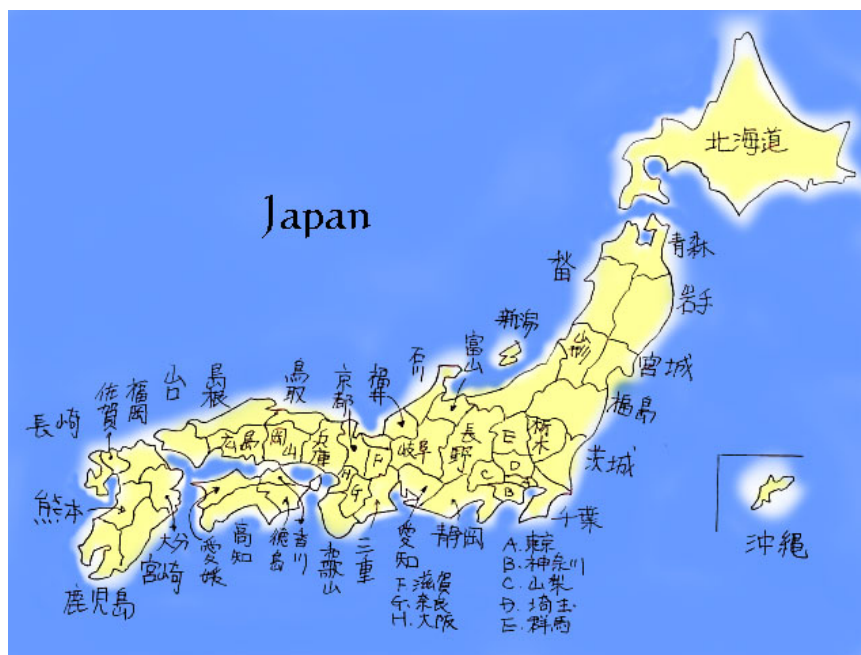 北海道
Japan
青森
秋田
岩手
新潟
山形
富山
石川
宮城
福井
京都
鳥取
島根
山口
福岡
佐賀
長崎
福島
栃木
E
長野
岐阜
兵庫
岡山
広島
茨城
D
C
B
F
H
G
熊本
千葉
静岡
愛知
三重
和歌山
香川
徳島
高知
愛媛
大分
宮崎
鹿児島
沖縄
A. 東京
B. 神奈川
C. 山梨
D. 埼玉
E. 群馬
F. 滋賀
G. 奈良
H. 大阪